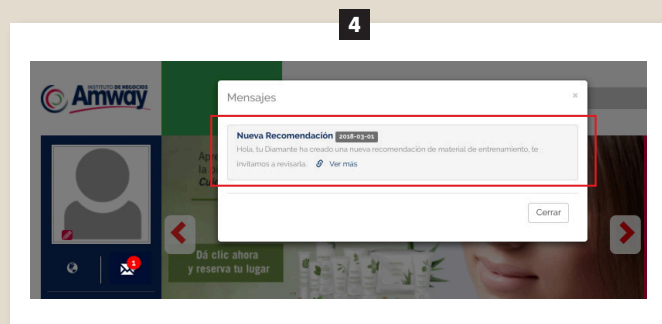 4
INSTITUTO DE NEGOCIOS
Amway
Mensajes
×
Nueva Recomendación 2018-03-01
Hola, tu Diamante ha creado una nueva recomendación de material de entrenamiento, te
invitamos a revisarla. Ver más
Cerrar
1
Dá clic ahora
y reserva tu lugar